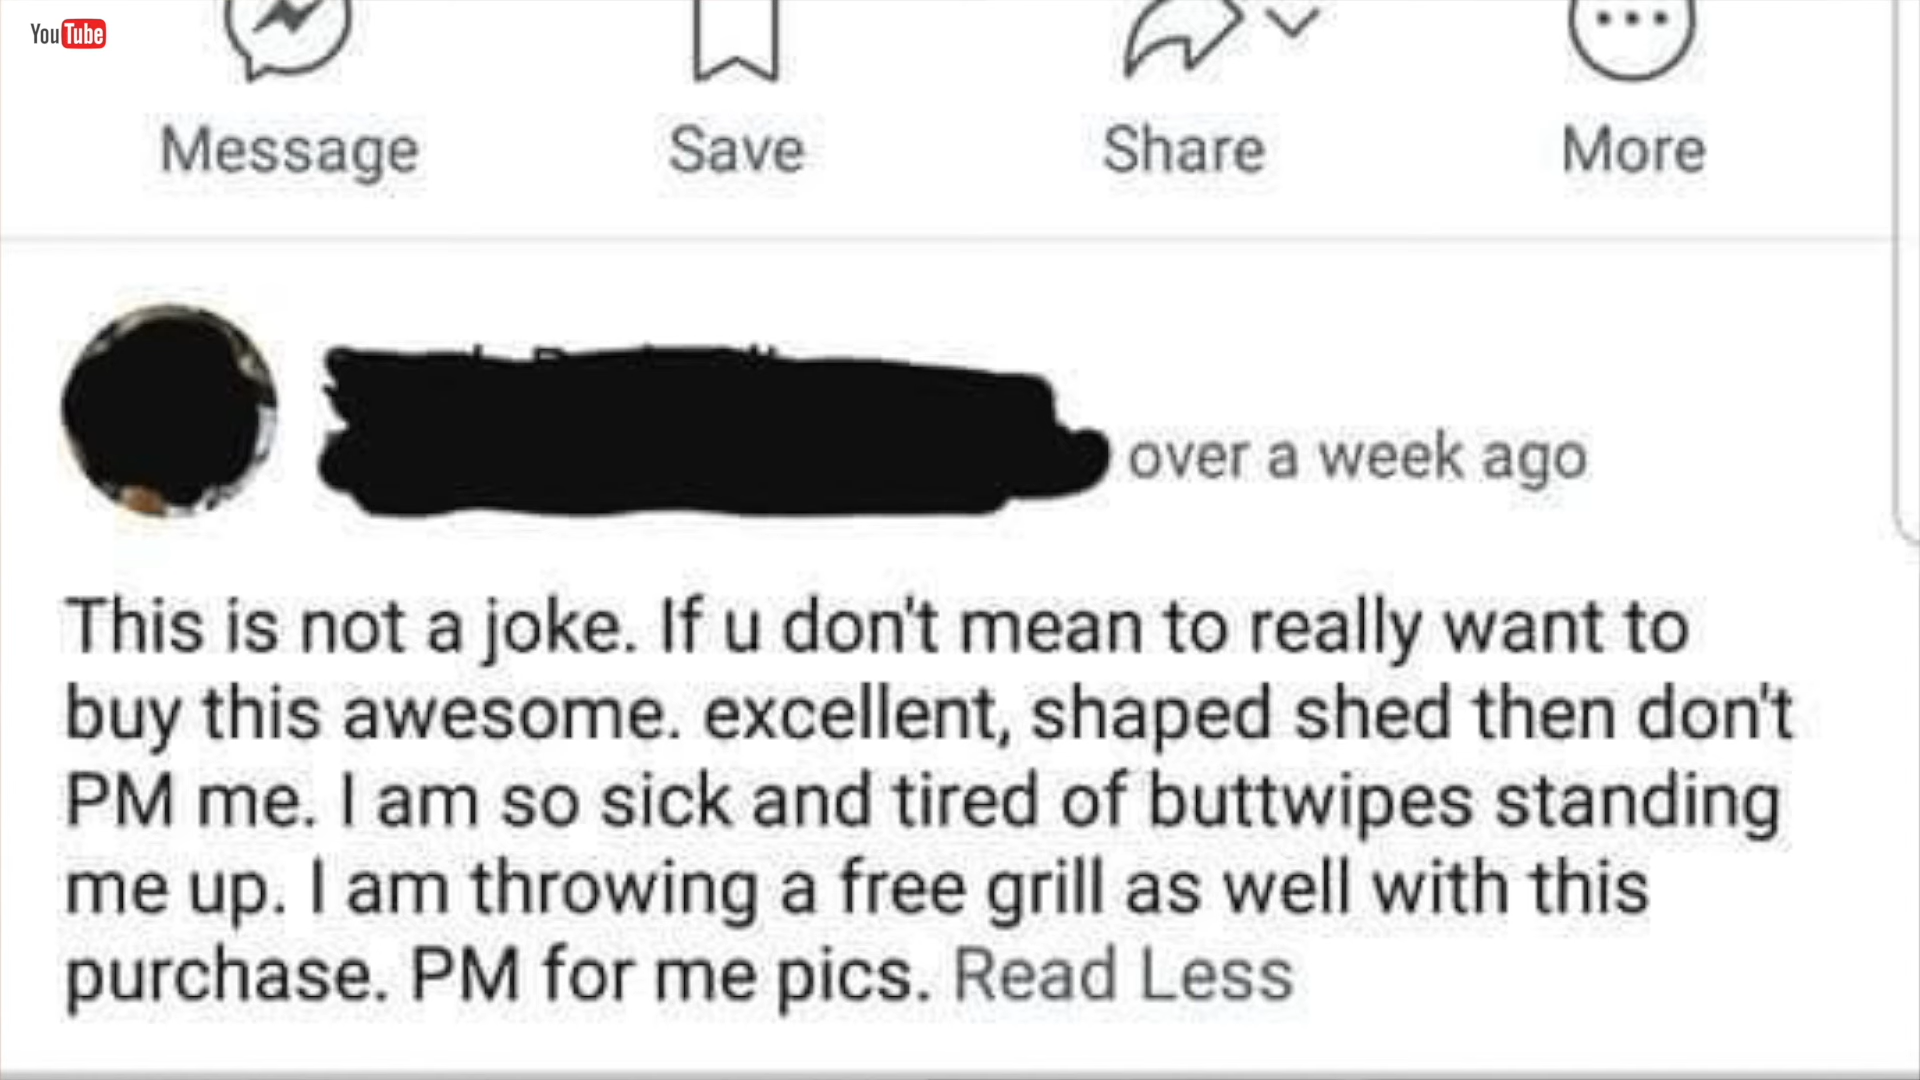 YouTube
Message Save Share More
over a week ago
This is not a joke. If u don't mean to really want to
buy this awesome. excellent, shaped shed then don't
PM me. I am so sick and tired of buttwipes standing
me up. I am throwing a free grill as well with this
purchase. PM for me pics. Read Less